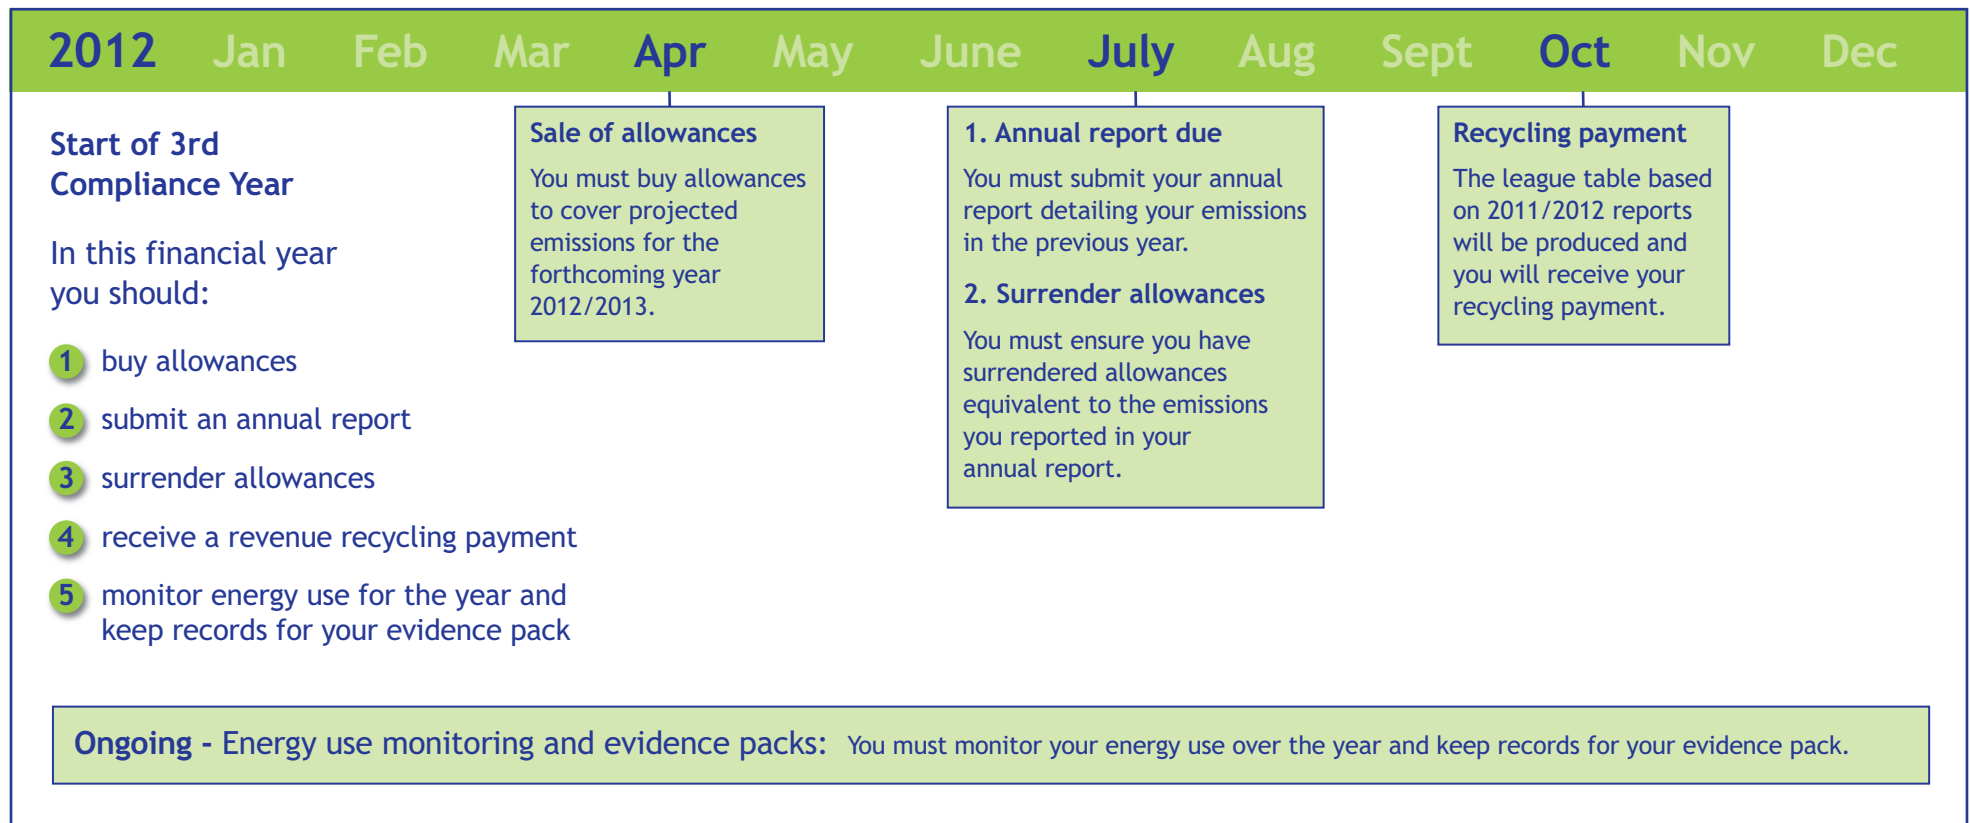 2012 Jan Feb Mar Apr May June July Aug Sept Oct Nov Dec
Start of 3rd
Compliance Year
In this financial year
you should:
1 buy allowances
2 submit an annual report
3 surrender allowances
4 receive a revenue recycling payment
5 monitor energy use for the year and
keep records for your evidence pack
Sale of allowances
You must buy allowances
to cover projected
emissions for the
forthcoming year
2012/2013.
1. Annual report due
You must submit your annual
report detailing your emissions
in the previous year.
2. Surrender allowances
You must ensure you have
surrendered allowances
equivalent to the emissions
you reported in your
annual report.
Recycling payment
The league table based
on 2011/2012 reports
will be produced and
you will receive your
recycling payment.
Ongoing - Energy use monitoring and evidence packs: You must monitor your energy use over the year and keep records for your evidence pack.